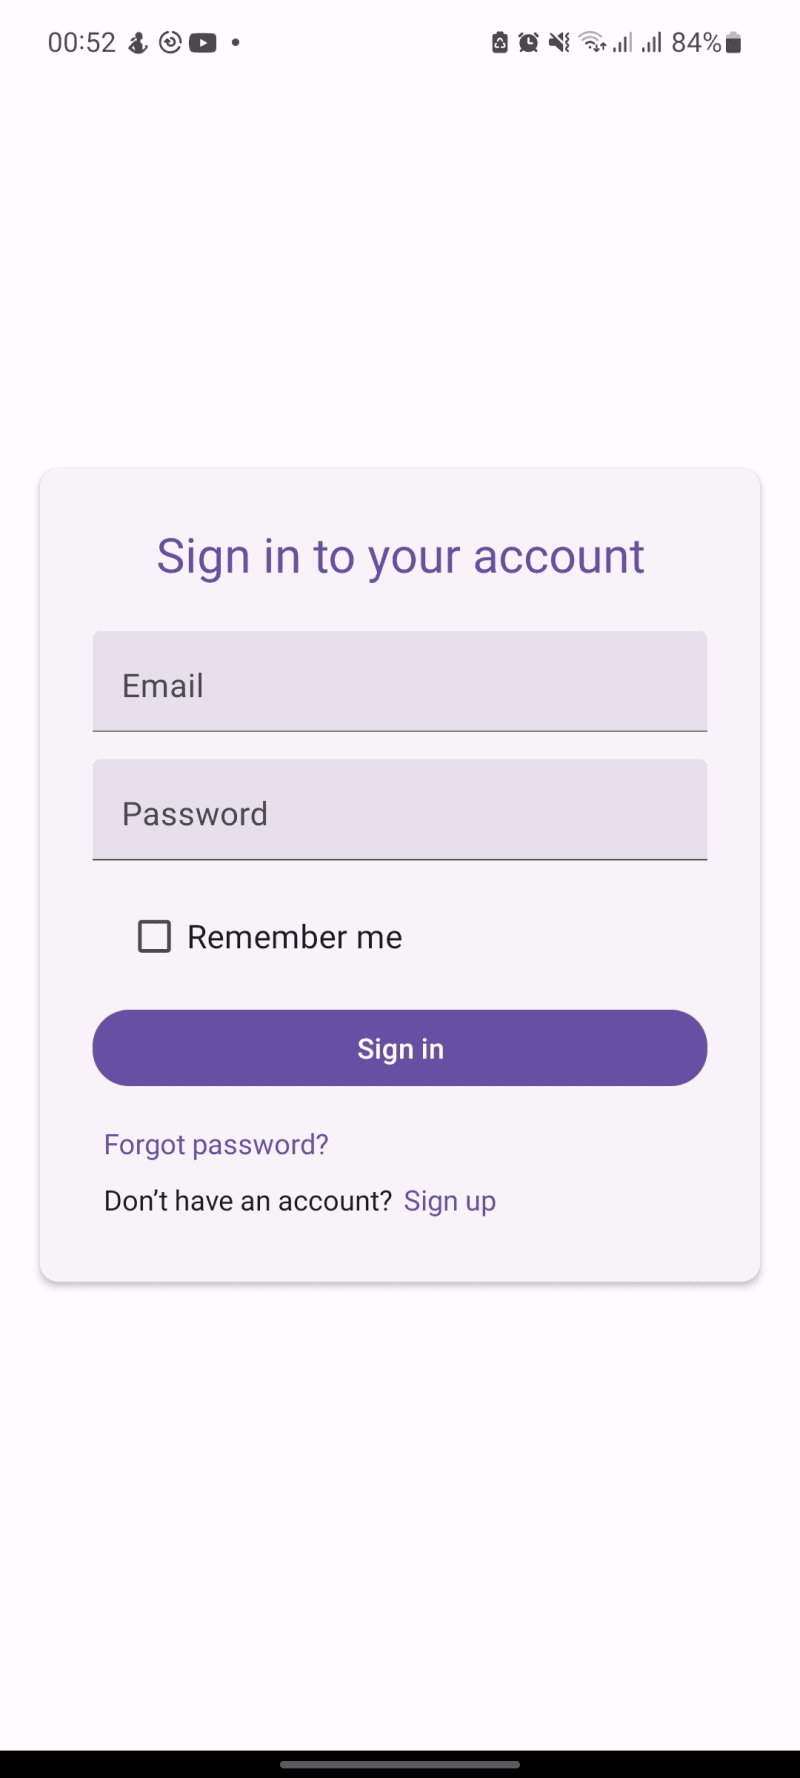 00:52 84%
Sign in to your account
Email
Password
Remember me
Sign in
Forgot password?
Don’t have an account? Sign up